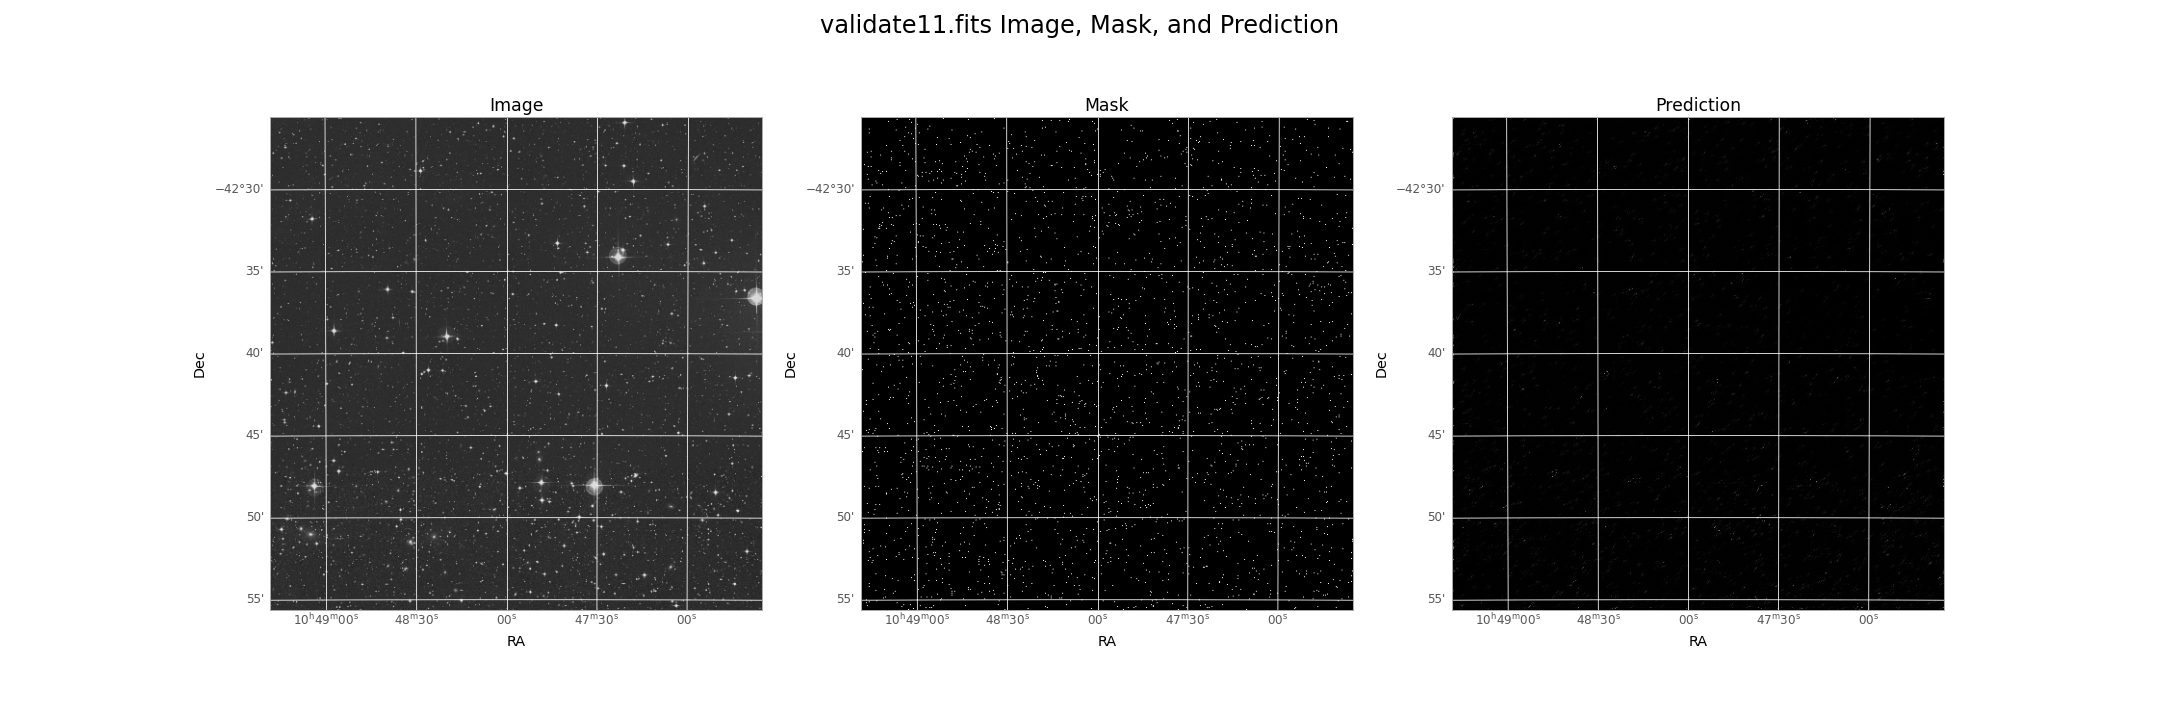 validate11.fits Image, Mask, and Prediction
Image
−42°30'
35'
40'
45'
50'
55'
Dec
10ʰ49ᵐ00ˢ 48ᵐ30ˢ 00ˢ 47ᵐ30ˢ 00ˢ
RA
Mask
−42°30'
35'
40'
45'
50'
55'
Dec
10ʰ49ᵐ00ˢ 48ᵐ30ˢ 00ˢ 47ᵐ30ˢ 00ˢ
RA
Prediction
−42°30'
35'
40'
45'
50'
55'
Dec
10ʰ49ᵐ00ˢ 48ᵐ30ˢ 00ˢ 47ᵐ30ˢ 00ˢ
RA